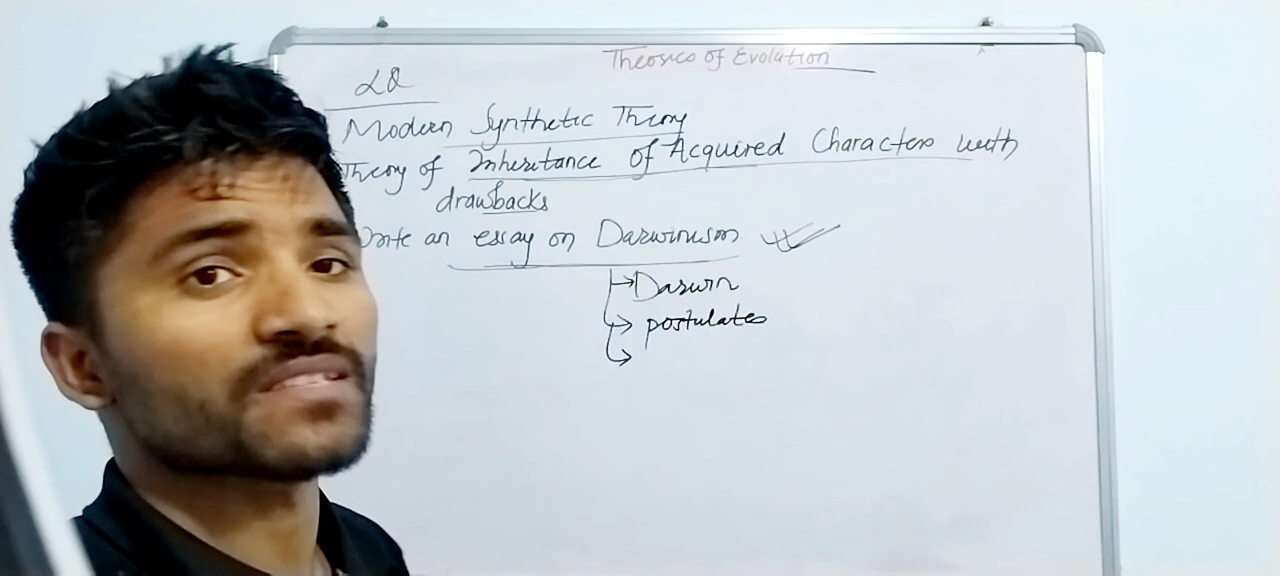 Theories of Evolution
LQ
Modern Synthetic Theory
Theory of Inheritance of Acquired Characters with
drawbacks
Write an essay on Darwinism
Darwin
postulates